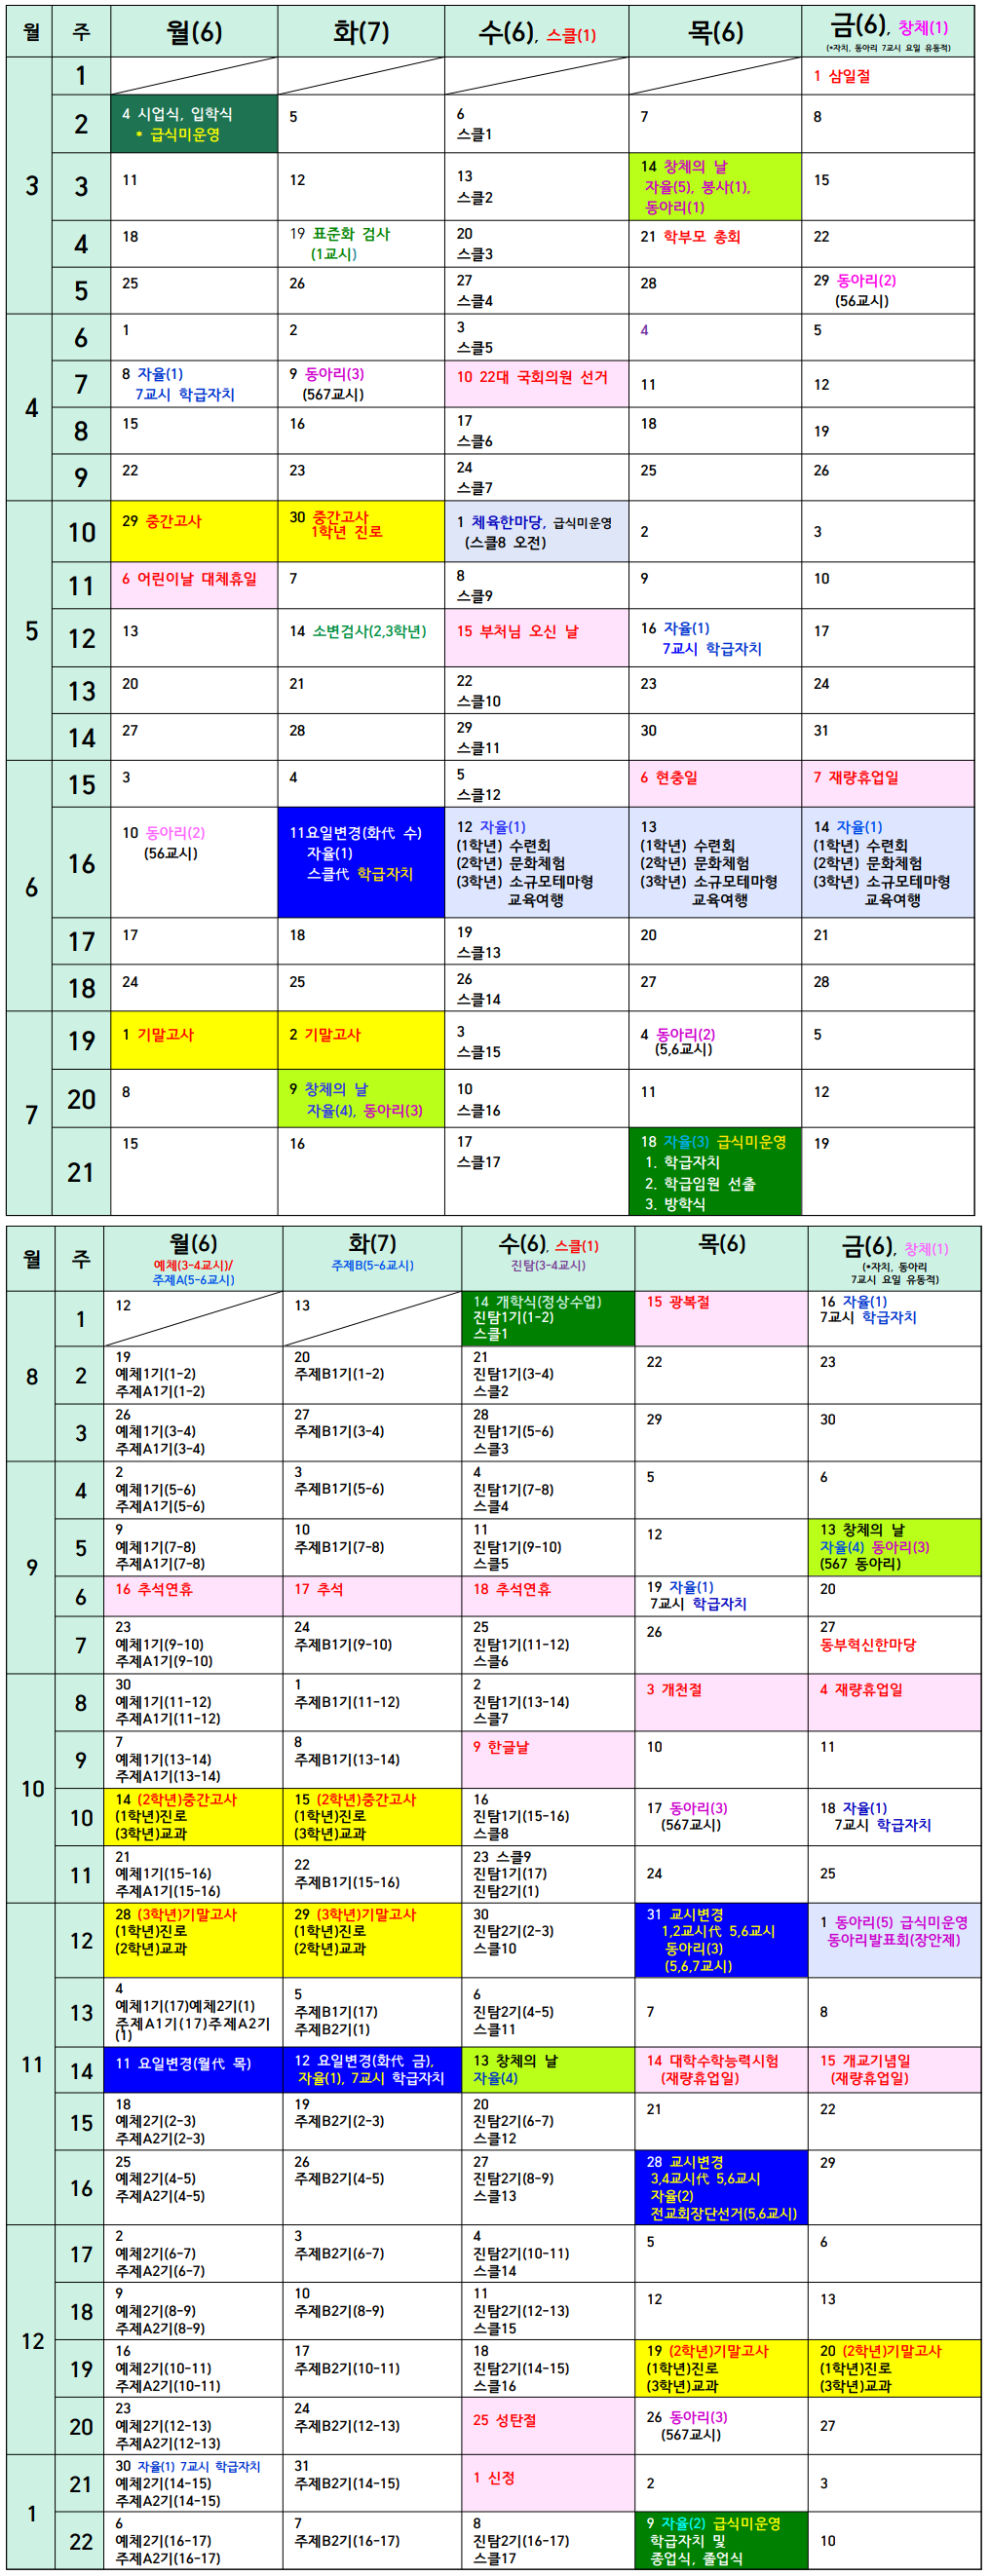 월 주 월(6) 화(7) 수(6), 스클(1) 목(6) 금(6), 창체(1)
(*자치, 동아리 7교시 요일 유동적)
3
1 1 삼일절
2 4 시업식, 입학식 5 6 7 8
* 급식미운영 스클1
3 11 12 13 14 창체의 날 15
스클2 자율(5), 봉사(1),
동아리(1)
4 18 19 표준화 검사 20 21 학부모 총회 22
(1교시) 스클3
5 25 26 27 28 29 동아리(2)
스클4 (56교시)
4
6 1 2 3 4 5
스클5
7 8 자율(1) 9 동아리(3) 10 22대 국회의원 선거 11 12
7교시 학급자치 (567교시)
8 15 16 17 18 19
스클6
9 22 23 24 25 26
스클7
5
10 29 중간고사 30 중간고사 1 체육한마당, 급식미운영 2 3
1학년 진로 (스클8 오전)
11 6 어린이날 대체휴일 7 8 9 10
스클9
12 13 14 소변검사(2,3학년) 15 부처님 오신 날 16 자율(1) 17
7교시 학급자치
13 20 21 22 23 24
스클10
14 27 28 29 30 31
스클11
6
15 3 4 5 6 현충일 7 재량휴업일
스클12
16 10 동아리(2) 11요일변경(화代 수) 12 자율(1) 13 14 자율(1)
(56교시) 자율(1) (1학년) 수련회 (1학년) 수련회 (1학년) 수련회
스클代 학급자치 (2학년) 문화체험 (2학년) 문화체험 (2학년) 문화체험
(3학년) 소규모테마형 (3학년) 소규모테마형 (3학년) 소규모테마형
교육여행 교육여행 교육여행
17 17 18 19 20 21
스클13
18 24 25 26 27 28
스클14
7
19 1 기말고사 2 기말고사 3 4 동아리(2) 5
스클15 (5,6교시)
20 8 9 창체의 날 10 11 12
자율(4), 동아리(3) 스클16
21 15 16 17 18 자율(3) 급식미운영 19
스클17 1. 학급자치
2. 학급임원 선출
3. 방학식
월 주 월(6) 화(7) 수(6), 스클(1) 목(6) 금(6), 창체(1)
예체(3-4교시)/ 주제B(5-6교시) 진탐(3-4교시) (*자치, 동아리
주제A(5-6교시) 7교시 요일 유동적)
8
1 12 13 14 개학식(정상수업) 15 광복절 16 자율(1)
진탐1기(1-2) 7교시 학급자치
스클1
2 19 20 21 22 23
예체1기(1-2) 주제B1기(1-2) 진탐1기(3-4)
주제A1기(1-2) 스클2
3 26 27 28 29 30
예체1기(3-4) 주제B1기(3-4) 진탐1기(5-6)
주제A1기(3-4) 스클3
9
4 2 3 4 5 6
예체1기(5-6) 주제B1기(5-6) 진탐1기(7-8)
주제A1기(5-6) 스클4
5 9 10 11 12 13 창체의 날
예체1기(7-8) 주제B1기(7-8) 진탐1기(9-10) 자율(4) 동아리(3)
주제A1기(7-8) 스클5 (567 동아리)
6 16 추석연휴 17 추석 18 추석연휴 19 자율(1) 20
7교시 학급자치
7 23 24 25 26 27
예체1기(9-10) 주제B1기(9-10) 진탐1기(11-12) 동부혁신한마당
주제A1기(9-10) 스클6
10
8 30 1 2 3 개천절 4 재량휴업일
예체1기(11-12) 주제B1기(11-12) 진탐1기(13-14)
주제A1기(11-12) 스클7
9 7 8 9 한글날 10 11
예체1기(13-14) 주제B1기(13-14)
주제A1기(13-14)
10 14 (2학년)중간고사 15 (2학년)중간고사 16 17 동아리(3) 18 자율(1)
(1학년)진로 (1학년)진로 진탐1기(15-16) (567교시) 7교시 학급자치
(3학년)교과 (3학년)교과 스클8
11 21 22 23 스클9 24 25
예체1기(15-16) 주제B1기(15-16) 진탐1기(17)
주제A1기(15-16) 진탐2기(1)
11
12 28 (3학년)기말고사 29 (3학년)기말고사 30 31 교시변경 1 동아리(5) 급식미운영
(1학년)진로 (1학년)진로 진탐2기(2-3) 1,2교시代 5,6교시 동아리발표회(장안제)
(2학년)교과 (2학년)교과 스클10 동아리(3)
(5,6,7교시)
13 4 5 6 7 8
예체1기(17)예체2기(1) 주제B1기(17) 진탐2기(4-5)
주제A1기(17)주제A2기 주제B2기(1) 스클11
(1)
14 11 요일변경(월代 목) 12 요일변경(화代 금), 13 창체의 날 14 대학수학능력시험 15 개교기념일
자율(1), 7교시 학급자치 자율(4) (재량휴업일) (재량휴업일)
15 18 19 20 21 22
예체2기(2-3) 주제B2기(2-3) 진탐2기(6-7)
주제A2기(2-3) 스클12
16 25 26 27 28 교시변경 29
예체2기(4-5) 주제B2기(4-5) 진탐2기(8-9) 3,4교시代 5,6교시
주제A2기(4-5) 스클13 자율(2)
전교회장단선거(5,6교시)
12
17 2 3 4 5 6
예체2기(6-7) 주제B2기(6-7) 진탐2기(10-11)
주제A2기(6-7) 스클14
18 9 10 11 12 13
예체2기(8-9) 주제B2기(8-9) 진탐2기(12-13)
주제A2기(8-9) 스클15
19 16 17 18 19 (2학년)기말고사 20 (2학년)기말고사
예체2기(10-11) 주제B2기(10-11) 진탐2기(14-15) (1학년)진로 (1학년)진로
주제A2기(10-11) 스클16 (3학년)교과 (3학년)교과
20 23 24 25 성탄절 26 동아리(3) 27
예체2기(12-13) 주제B2기(12-13) (567교시)
주제A2기(12-13)
1
21 30 자율(1) 7교시 학급자치 31 1 신정 2 3
예체2기(14-15) 주제B2기(14-15)
주제A2기(14-15)
22 6 7 8 9 자율(2) 급식미운영 10
예체2기(16-17) 주제B2기(16-17) 진탐2기(16-17) 학급자치 및
주제A2기(16-17) 스클17 종업식, 졸업식